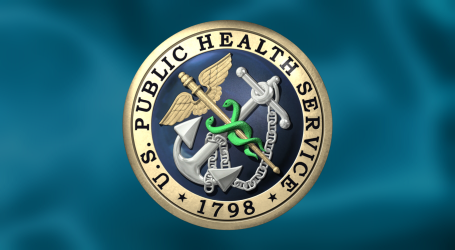 U.S. PUBLIC HEALTH SERVICE
1798